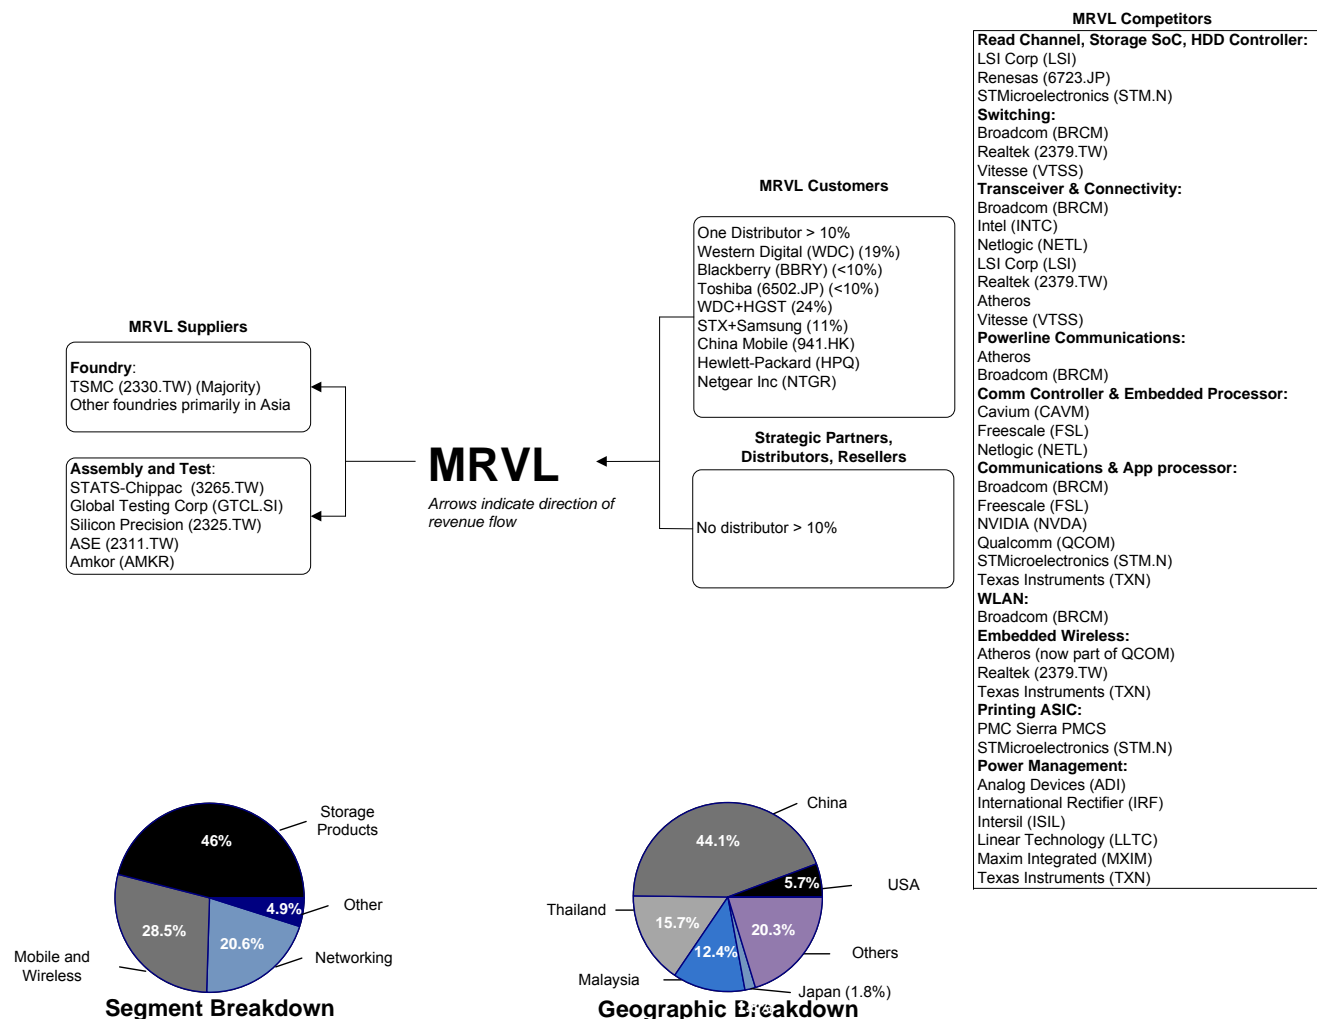 MRVL Competitors
Read Channel, Storage SoC, HDD Controller:
LSI Corp (LSI)
Renesas (6723.JP)
STMicroelectronics (STM.N)
Switching:
Broadcom (BRCM)
Realtek (2379.TW)
Vitesse (VTSS)
Transceiver & Connectivity:
Broadcom (BRCM)
Intel (INTC)
Netlogic (NETL)
LSI Corp (LSI)
Realtek (2379.TW)
Atheros
Vitesse (VTSS)
Powerline Communications:
Atheros
Broadcom (BRCM)
Comm Controller & Embedded Processor:
Cavium (CAVM)
Freescale (FSL)
Netlogic (NETL)
Communications & App processor:
Broadcom (BRCM)
Freescale (FSL)
NVIDIA (NVDA)
Qualcomm (QCOM)
STMicroelectronics (STM.N)
Texas Instruments (TXN)
WLAN:
Broadcom (BRCM)
Embedded Wireless:
Atheros (now part of QCOM)
Realtek (2379.TW)
Texas Instruments (TXN)
Printing ASIC:
PMC Sierra PMCS
STMicroelectronics (STM.N)
Power Management:
Analog Devices (ADI)
International Rectifier (IRF)
Intersil (ISIL)
Linear Technology (LLTC)
Maxim Integrated (MXIM)
Texas Instruments (TXN)
MRVL Customers
One Distributor > 10%
Western Digital (WDC) (19%)
Blackberry (BBRY) (<10%)
Toshiba (6502.JP) (<10%)
WDC+HGST (24%)
STX+Samsung (11%)
China Mobile (941.HK)
Hewlett-Packard (HPQ)
Netgear Inc (NTGR)
Strategic Partners,
Distributors, Resellers
No distributor > 10%
MRVL Suppliers
Foundry:
TSMC (2330.TW) (Majority)
Other foundries primarily in Asia
Assembly and Test:
STATS-Chippac (3265.TW)
Global Testing Corp (GTCL.SI)
Silicon Precision (2325.TW)
ASE (2311.TW)
Amkor (AMKR)
MRVL
Arrows indicate direction of
revenue flow
Storage
Products
46%
Other
4.9%
28.5%
20.6%
Mobile and
Wireless
Networking
Segment Breakdown
China
44.1%
5.7%
USA
Thailand
15.7%
12.4%
20.3%
Others
Malaysia
Japan (1.8%)
Geographic Breakdown